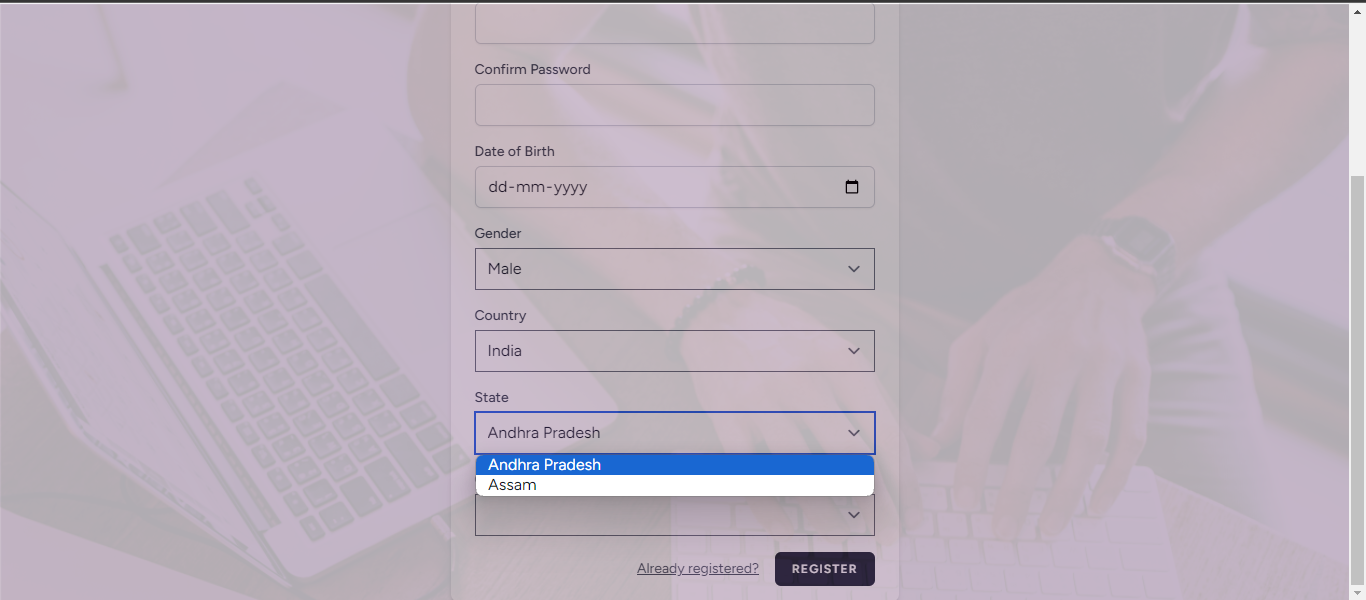 Confirm Password
Date of Birth
dd-mm-yyyy
Gender
Male
Country
India
State
Andhra Pradesh
Andhra Pradesh
Assam
Already registered? REGISTER